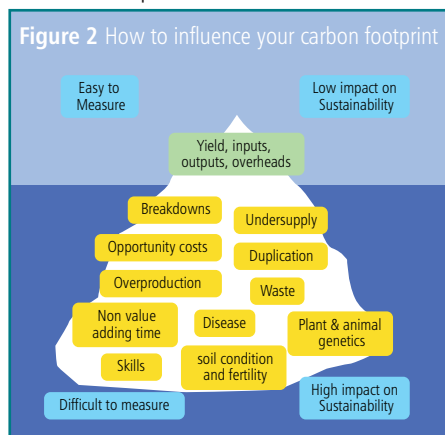 Figure 2 How to influence your carbon footprint
Easy to
Measure
Low impact on
Sustainability
Yield, inputs,
outputs, overheads
Breakdowns
Undersupply
Opportunity costs
Duplication
Overproduction
Waste
Non value
adding time
Disease
Plant & animal
genetics
Skills
soil condition
and fertility
Difficult to measure
High impact on
Sustainability